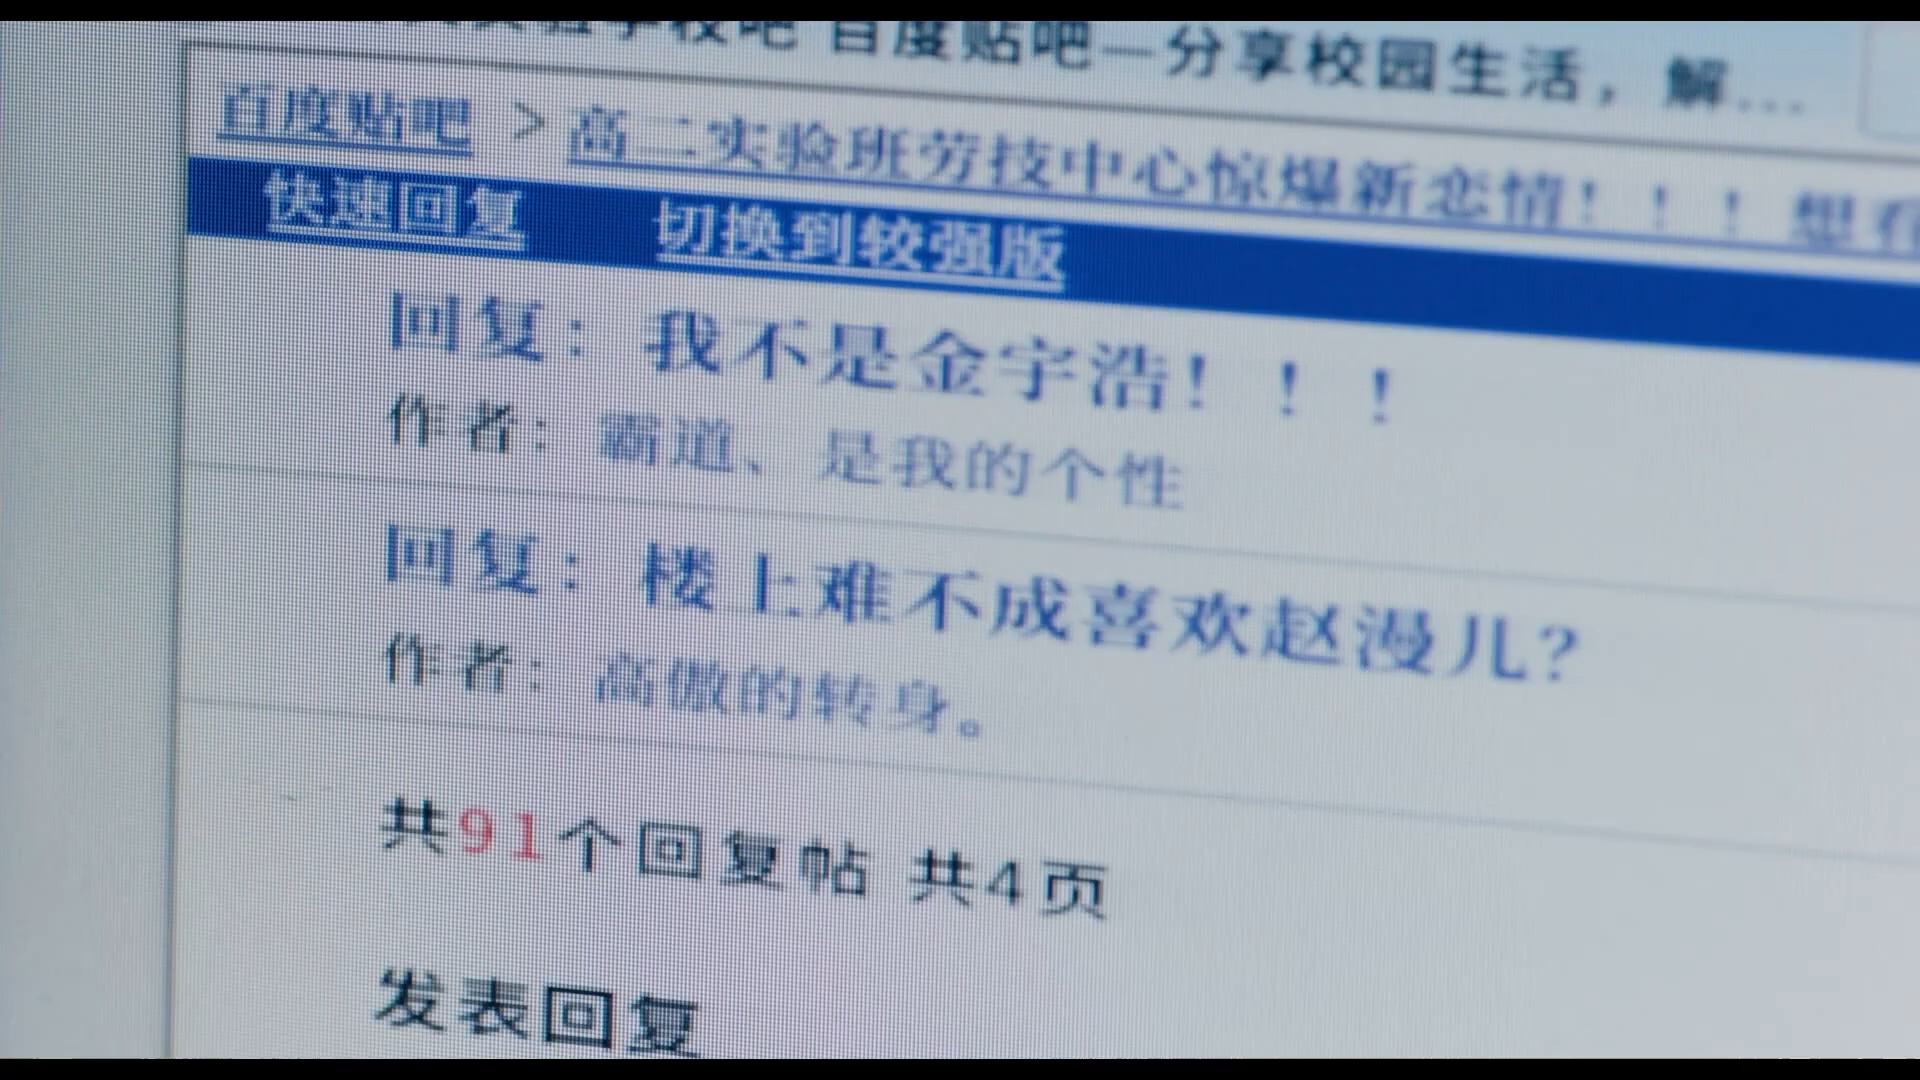 学校吧 百度贴吧—分享校园生活，解...
百度贴吧 > 高二实验班劳技中心惊爆新恋情！！！想看
快速回复 切换到较强版
回复：我不是金宇浩！！！
作者：霸道、是我的个性
回复：楼上难不成喜欢赵漫儿？
作者：高傲的转身。
共91个回复帖 共4页
发表回复